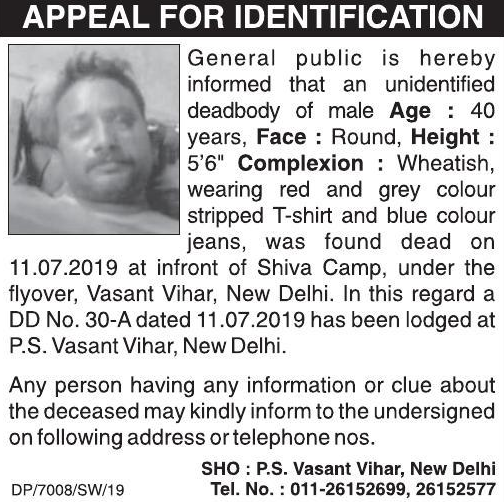 APPEAL FOR IDENTIFICATION
General public is hereby
informed that an unidentified
deadbody of male Age : 40
years, Face : Round, Height :
5'6" Complexion : Wheatish,
wearing red and grey colour
stripped T-shirt and blue colour
jeans, was found dead on
11.07.2019 at infront of Shiva Camp, under the
flyover, Vasant Vihar, New Delhi. In this regard a
DD No. 30-A dated 11.07.2019 has been lodged at
P.S. Vasant Vihar, New Delhi.
Any person having any information or clue about
the deceased may kindly inform to the undersigned
on following address or telephone nos.
SHO : P.S. Vasant Vihar, New Delhi
DP/7008/SW/19 Tel. No. : 011-26152699, 26152577